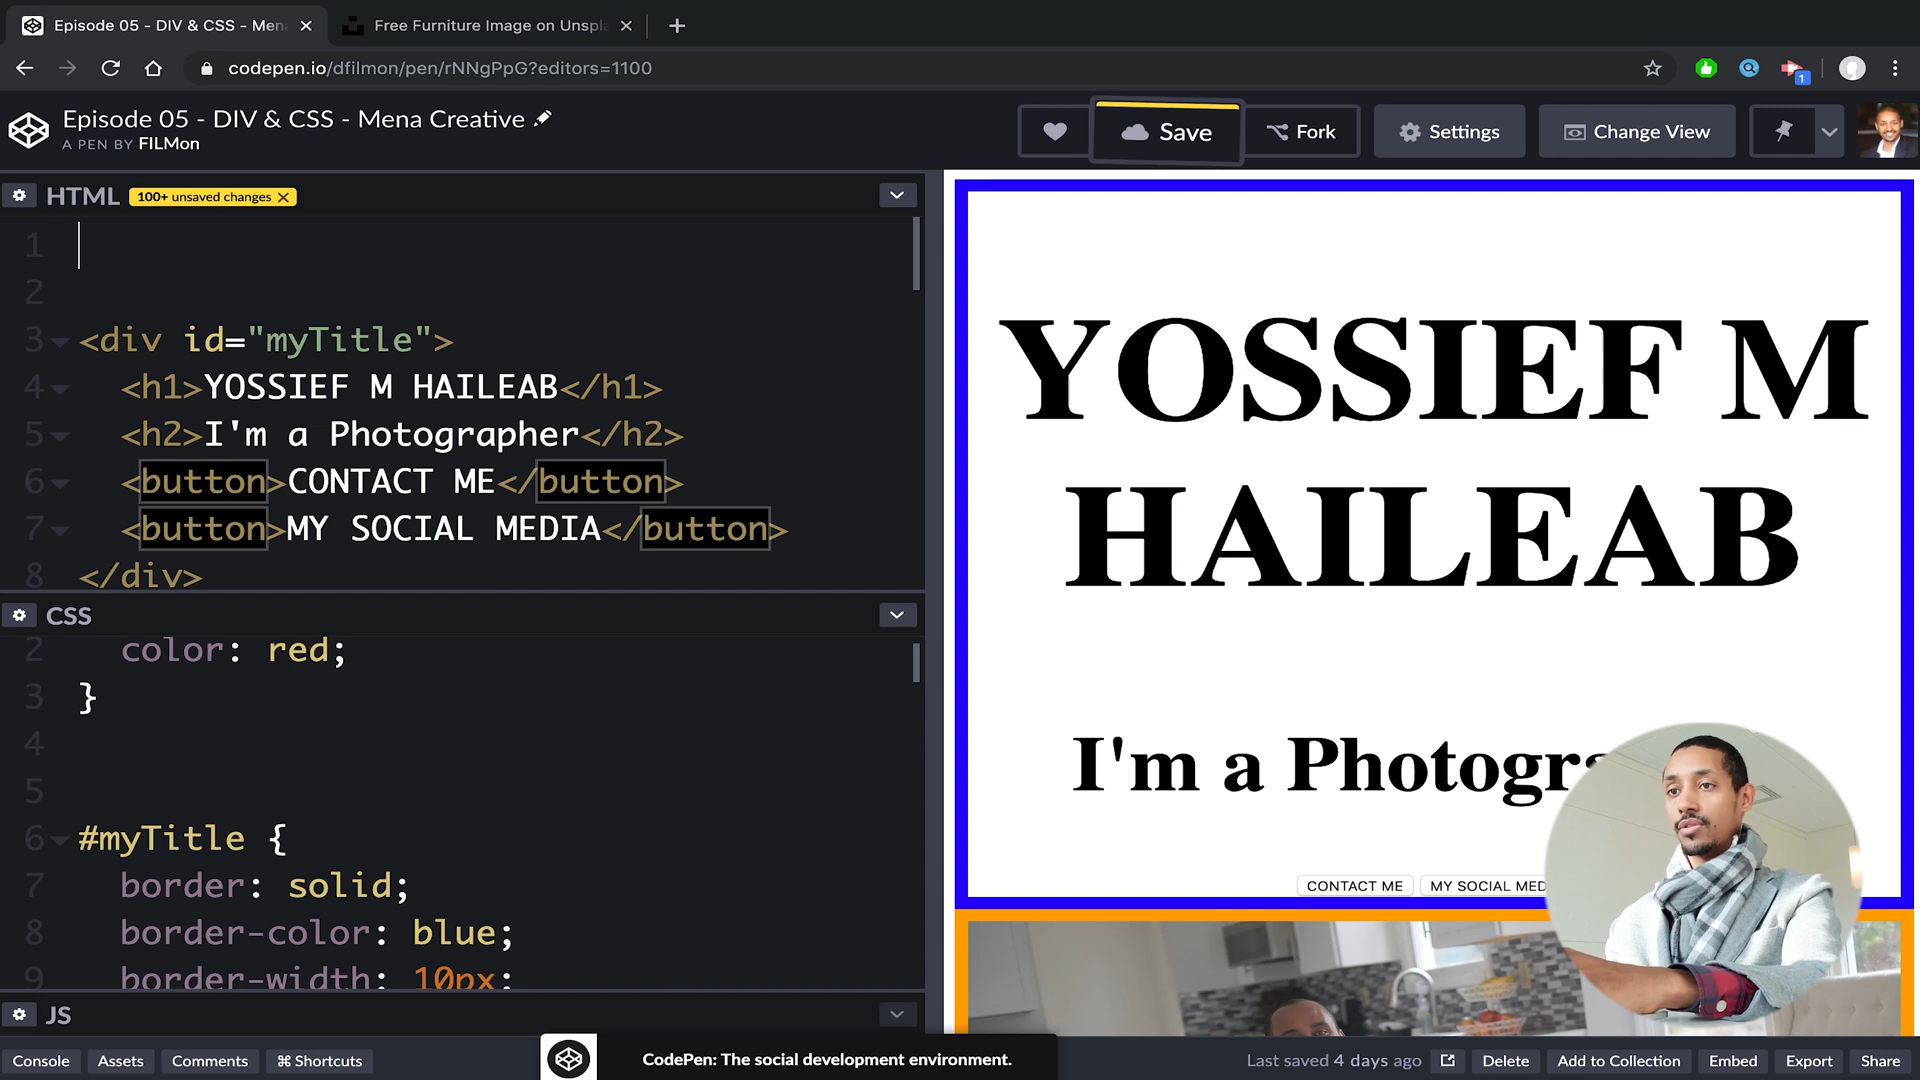 Episode 05 - DIV & CSS - Men
Free Furniture Image on Unspl
codepen.io/dfilmon/pen/rNNgPpG?editors=1100
1
Episode 05 - DIV & CSS - Mena Creative
A PEN BY FILMon
Save
Fork
Settings
Change View
HTML
100+ unsaved changes
1
2
3 <div id="myTitle">
4 <h1>YOSSIEF M HAILEAB</h1>
5 <h2>I'm a Photographer</h2>
6 <button>CONTACT ME</button>
7 <button>MY SOCIAL MEDIA</button>
8 </div>
CSS
2 color: red;
3 }
4
5
6 #myTitle {
7 border: solid;
8 border-color: blue;
9 border-width: 10px;
JS
YOSSIEF M
HAILEAB
I'm a Photogra
CONTACT ME
MY SOCIAL MED
Console
Assets
Comments
⌘ Shortcuts
CodePen: The social development environment.
Last saved 4 days ago
Delete
Add to Collection
Embed
Export
Share